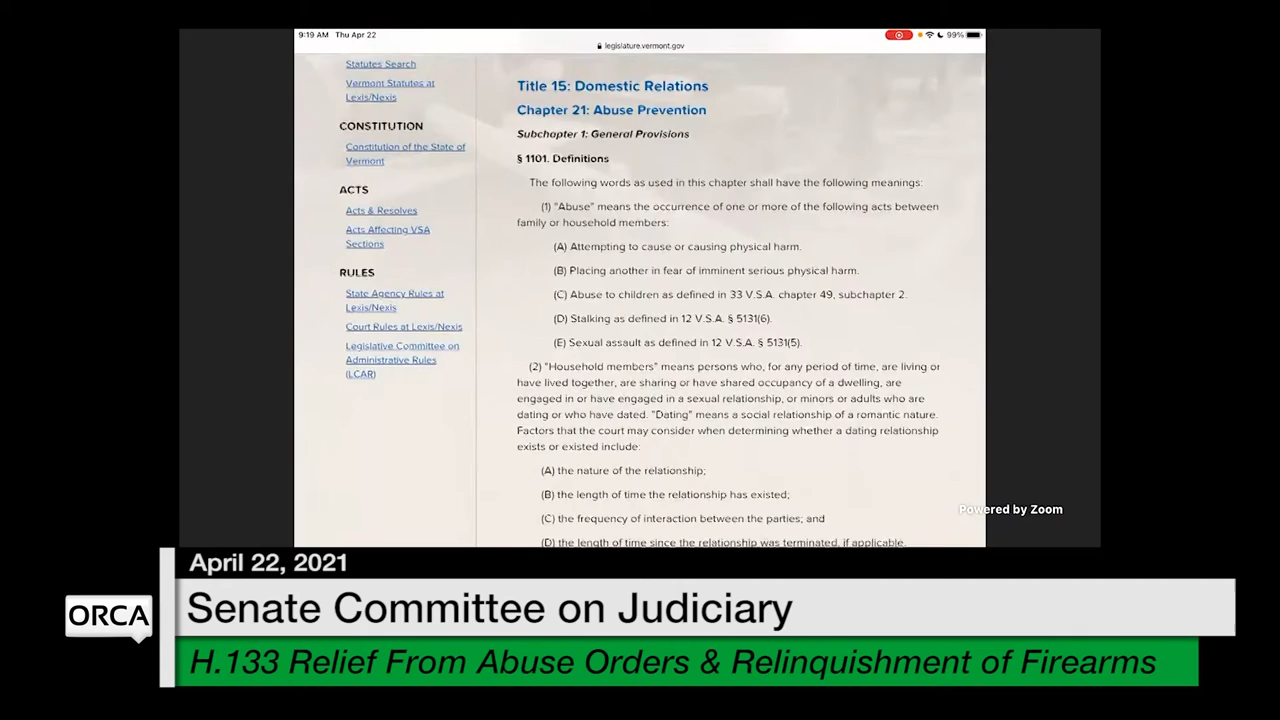 9:19 AM Thu Apr 22
99%
legislature.vermont.gov
Statutes Search
Vermont Statutes at
Lexis/Nexis
CONSTITUTION
Constitution of the State of
Vermont
ACTS
Acts & Resolves
Acts Affecting VSA
Sections
RULES
State Agency Rules at
Lexis/Nexis
Court Rules at Lexis/Nexis
Legislative Committee on
Administrative Rules
(LCAR)
Title 15: Domestic Relations
Chapter 21: Abuse Prevention
Subchapter 1: General Provisions
§ 1101. Definitions
The following words as used in this chapter shall have the following meanings:
(1) "Abuse" means the occurrence of one or more of the following acts between
family or household members:
(A) Attempting to cause or causing physical harm.
(B) Placing another in fear of imminent serious physical harm.
(C) Abuse to children as defined in 33 V.S.A. chapter 49, subchapter 2.
(D) Stalking as defined in 12 V.S.A. § 5131(6).
(E) Sexual assault as defined in 12 V.S.A. § 5131(5).
(2) "Household members" means persons who, for any period of time, are living or
have lived together, are sharing or have shared occupancy of a dwelling, are
engaged in or have engaged in a sexual relationship, or minors or adults who are
dating or who have dated. "Dating" means a social relationship of a romantic nature.
Factors that the court may consider when determining whether a dating relationship
exists or existed include:
(A) the nature of the relationship;
(B) the length of time the relationship has existed;
(C) the frequency of interaction between the parties; and
(D) the length of time since the relationship was terminated, if applicable.
Powered by Zoom
April 22, 2021
ORCA
Senate Committee on Judiciary
H.133 Relief From Abuse Orders & Relinquishment of Firearms